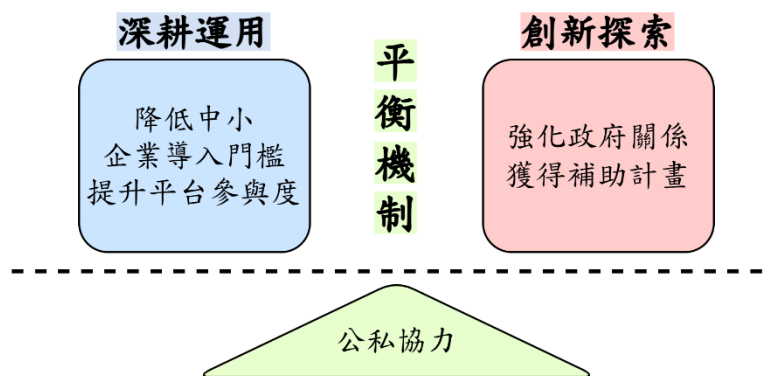 深耕運用
降低中小
企業導入門檻
提升平台參與度
平
衡
機
制
創新探索
強化政府關係
獲得補助計畫
公私協力